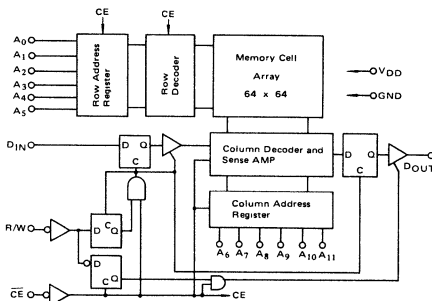 CE CE
A0
A1
A2
A3
A4
A5
Row Address
Register
Row
Decoder
Memory Cell
Array
64 x 64
VDD
GND
DIN
D Q
C
Column Decoder and
Sense AMP
D Q
C
DOUT
Column Address
Register
R/W
D C Q
A6 A7 A8 A9 A10 A11
D Q
C
CE
CE